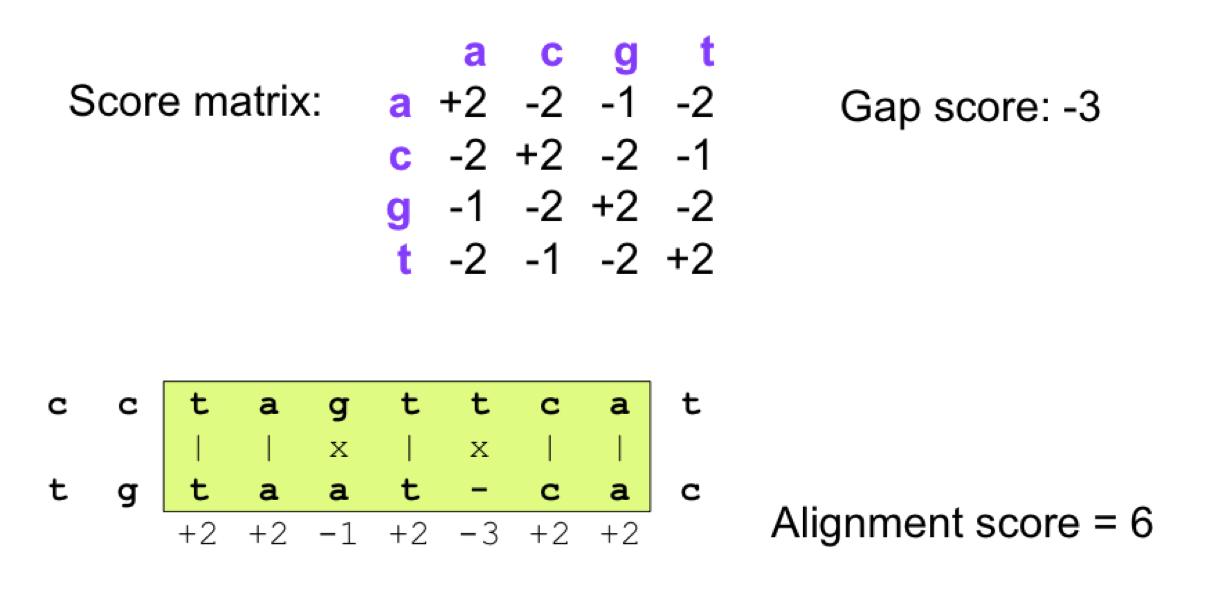 a c g t
Score matrix: a +2 -2 -1 -2 Gap score: -3
c -2 +2 -2 -1
g -1 -2 +2 -2
t -2 -1 -2 +2
c c t a g t t c a t
| | x | x | |
t g t a a t - c a c
+2 +2 -1 +2 -3 +2 +2
Alignment score = 6